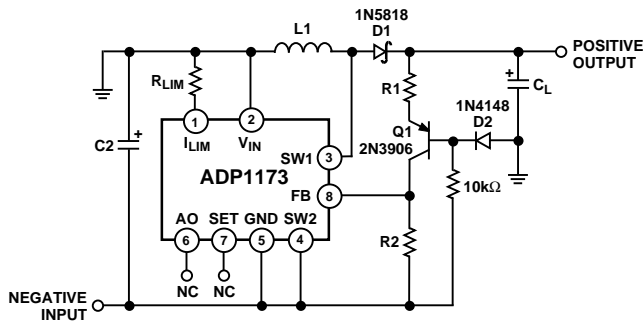 1N5818
L1
D1
POSITIVE
OUTPUT
RLIM
R1
CL
+
1N4148
D2
Q1
2N3906
1
ILIM
2
VIN
C2
+
SW1
3
ADP1173
FB
8
10kΩ
AO
SET
GND
SW2
6
7
5
4
R2
NC
NC
NEGATIVE
INPUT